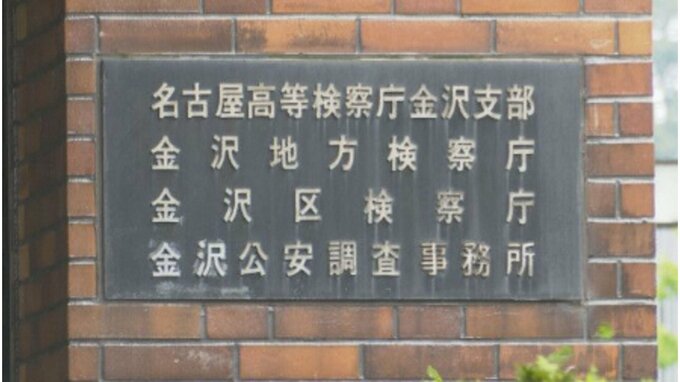 名古屋高等検察庁金沢支部
金沢地方検察庁
金沢区検察庁
金沢公安調査事務所